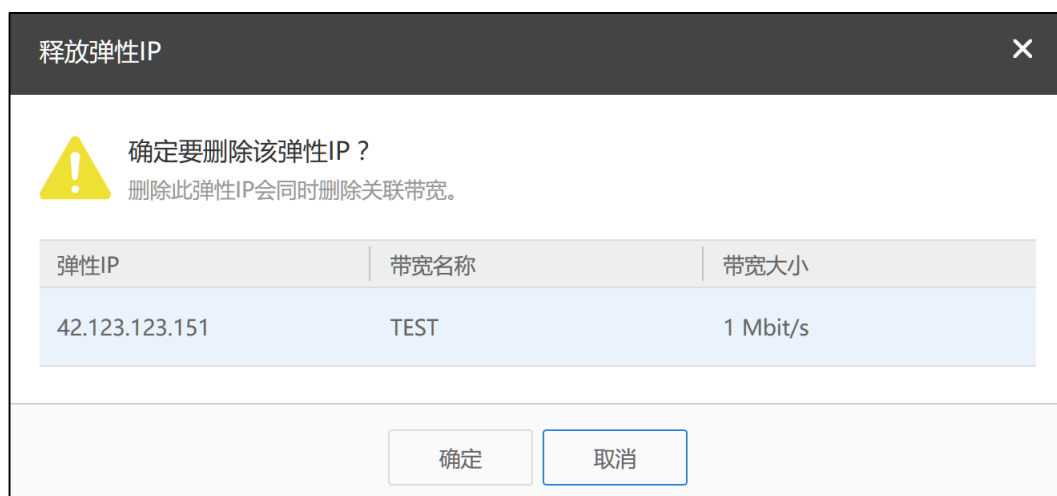 释放弹性IP
确定要删除该弹性IP？
删除此弹性IP会同时删除关联带宽。
弹性IP 带宽名称 带宽大小
42.123.123.151 TEST 1 Mbit/s
确定 取消